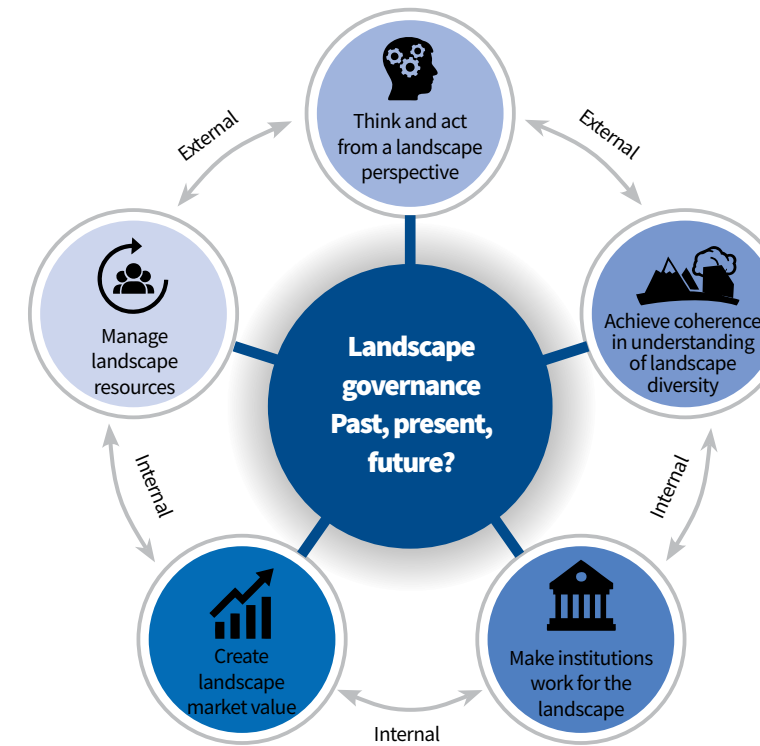 Think and act
from a landscape
perspective
External
External
Manage
landscape
resources
Achieve coherence
in understanding
of landscape
diversity
Landscape
governance
Past, present,
future?
Internal
Internal
Create
landscape
market value
Make institutions
work for the
landscape
Internal